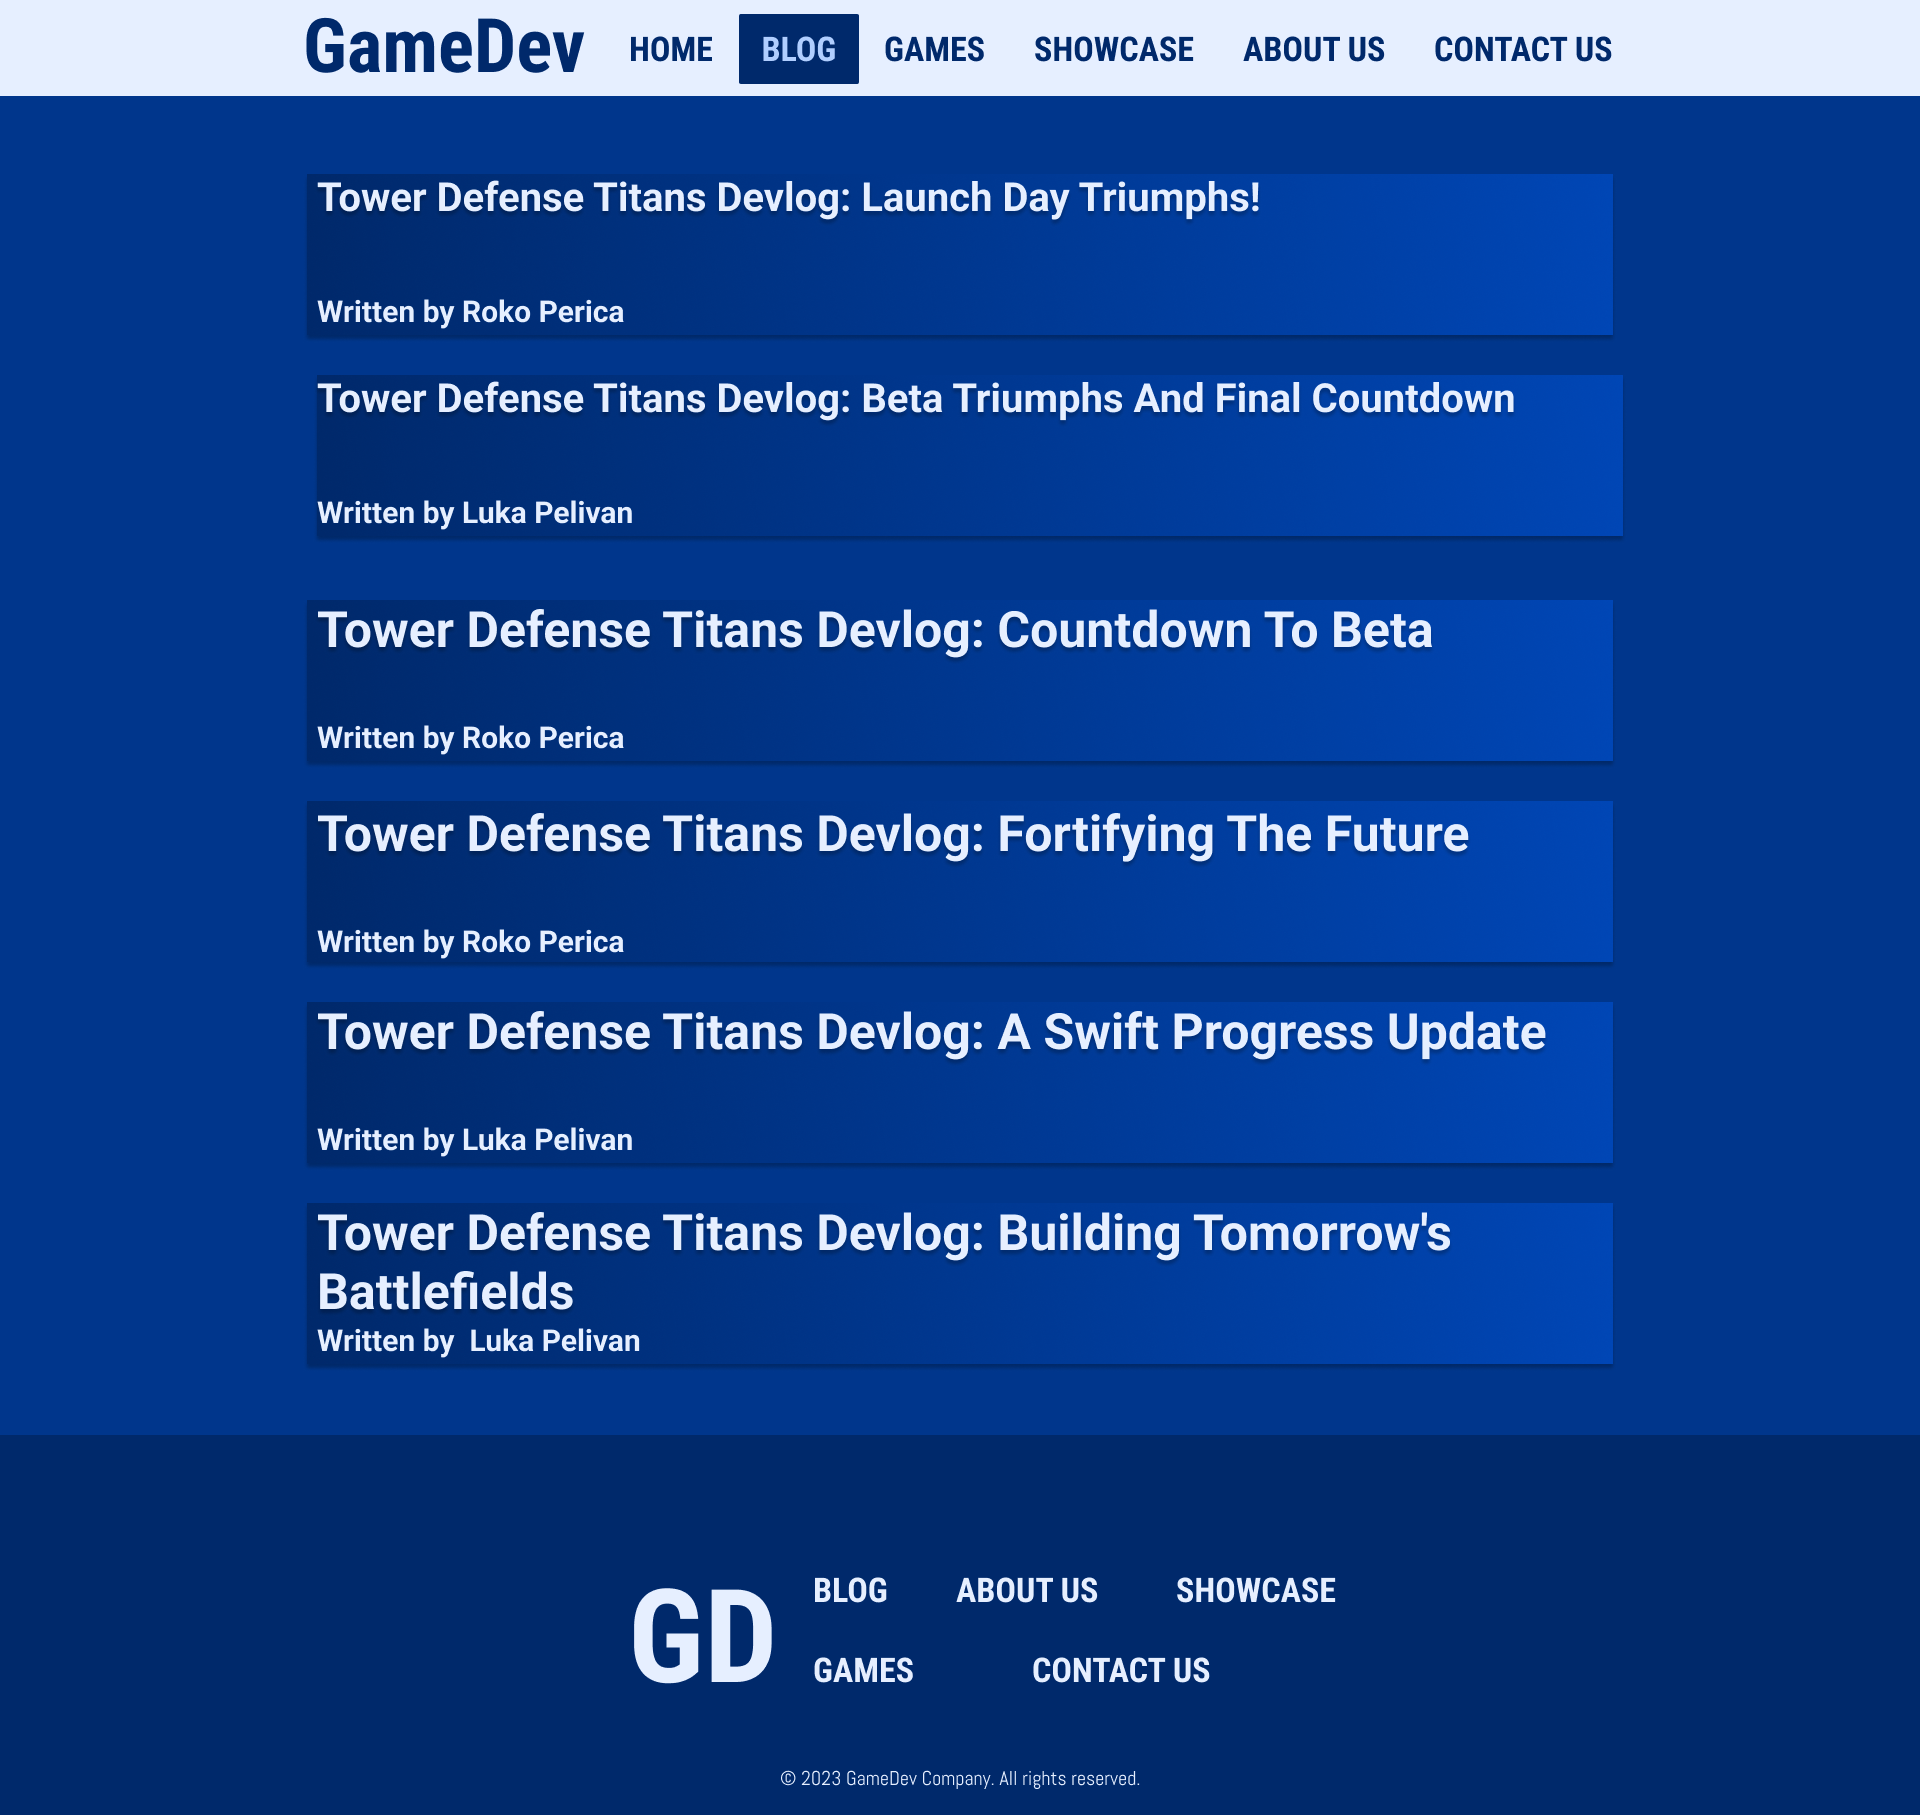 GameDev HOME BLOG GAMES SHOWCASE ABOUT US CONTACT US
Tower Defense Titans Devlog: Launch Day Triumphs!
Written by Roko Perica
Tower Defense Titans Devlog: Beta Triumphs And Final Countdown
Written by Luka Pelivan
Tower Defense Titans Devlog: Countdown To Beta
Written by Roko Perica
Tower Defense Titans Devlog: Fortifying The Future
Written by Roko Perica
Tower Defense Titans Devlog: A Swift Progress Update
Written by Luka Pelivan
Tower Defense Titans Devlog: Building Tomorrow's
Battlefields
Written by  Luka Pelivan
GD
BLOG ABOUT US SHOWCASE
GAMES CONTACT US
© 2023 GameDev Company. All rights reserved.